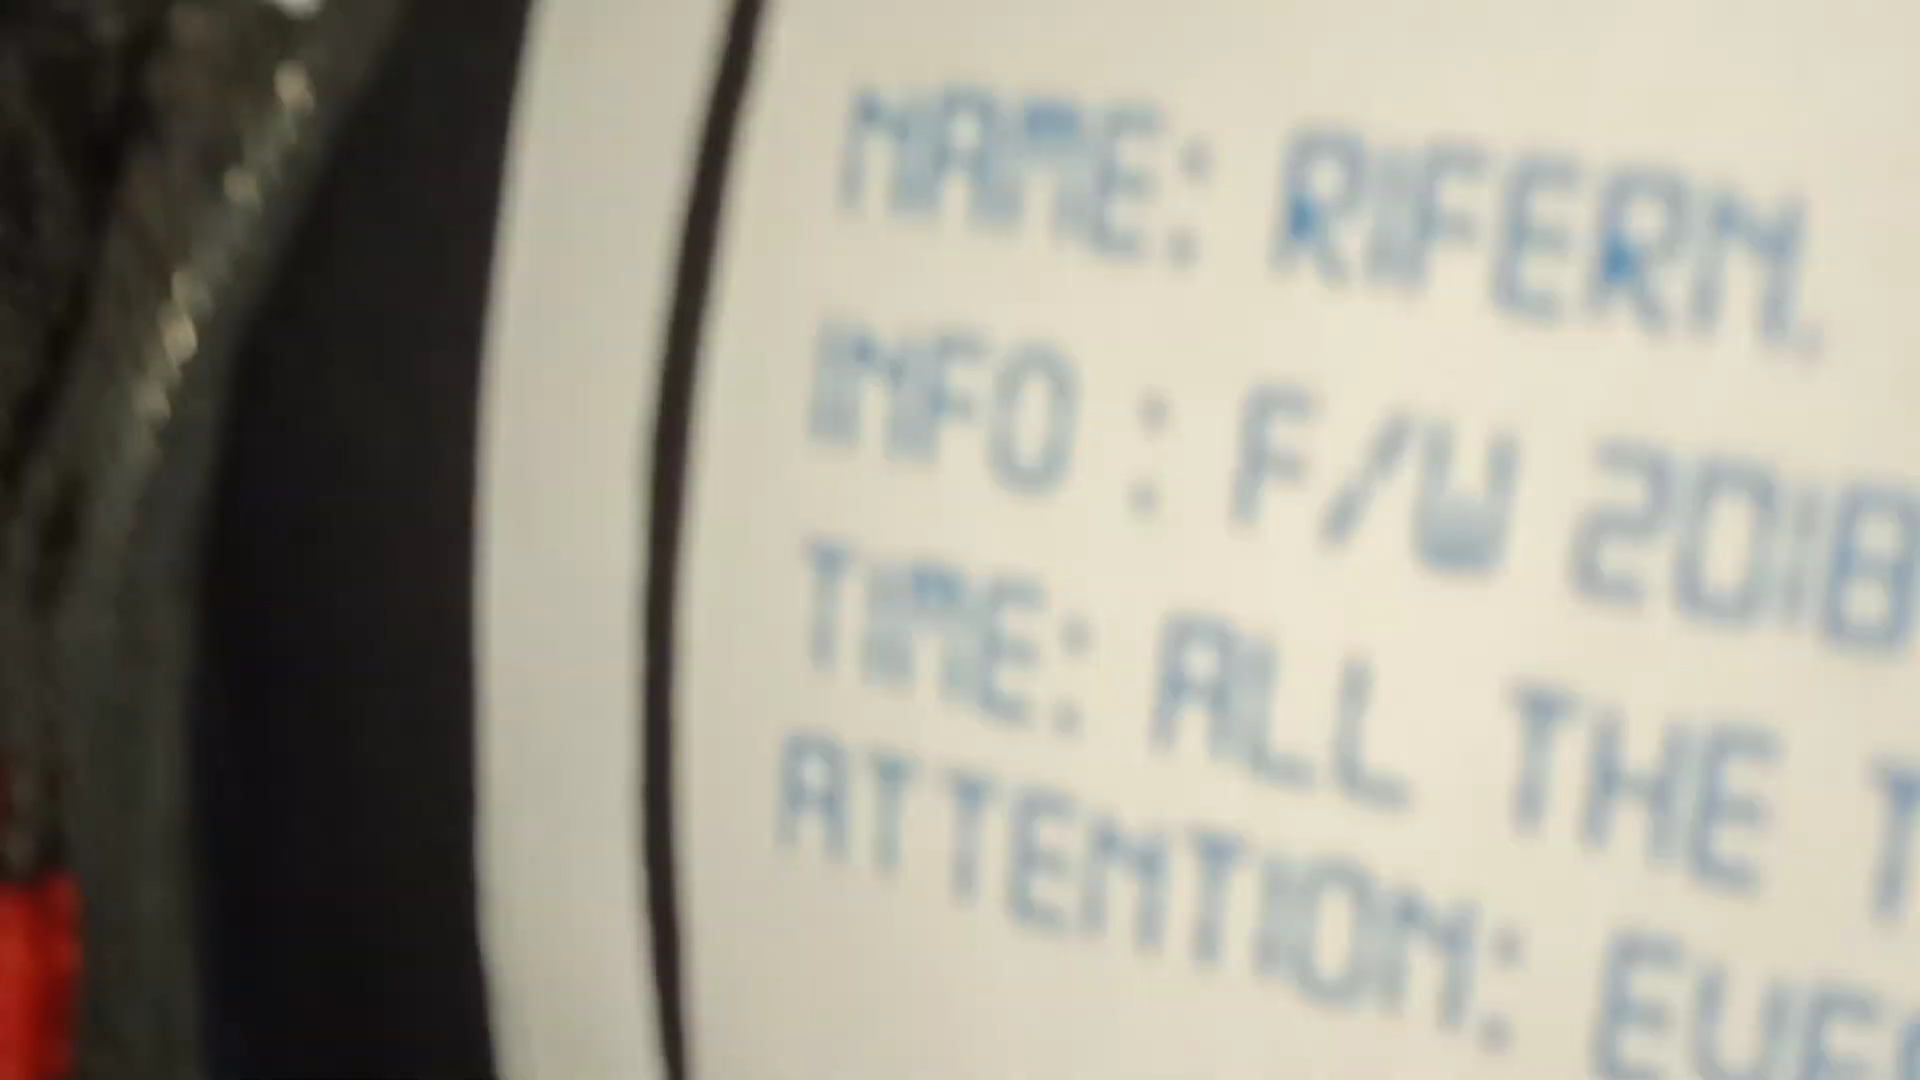 NAME: RIFERN.
INFO : F/W 2018
TIME: ALL THE
ATTENTION: